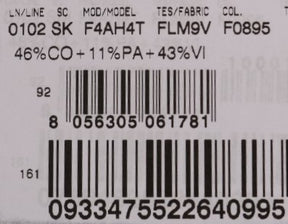 LN/LINE SC MOD/MODEL TES/FABRIC COL.
0102 SK F4AH4T FLM9V F0895
46%CO+11%PA+43%VI
92
8 056305 061781
161
0933475522640995